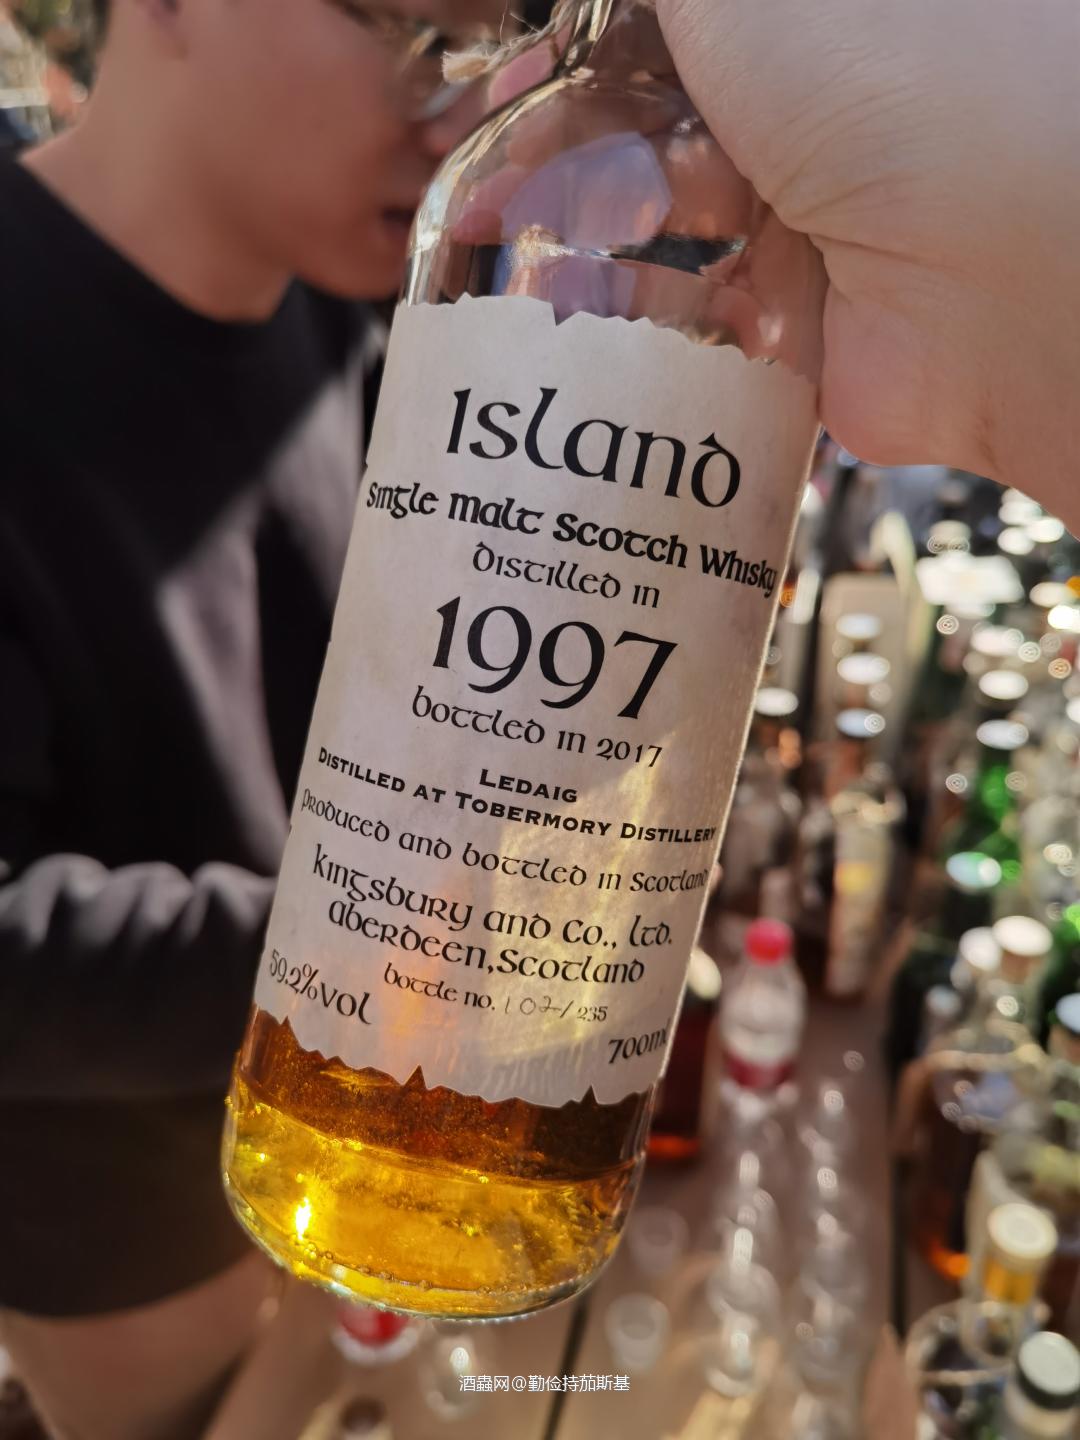 Island
Single Malt Scotch Whisky
distilled in
1997
bottled in 2017
LEDAIG
DISTILLED AT TOBERMORY DISTILLERY
produced and bottled in Scotland
Kingsbury and Co., Ltd.
Aberdeen, Scotland
59.2%vol
bottle no. 107/235
700ml
酒蟲网@勤俭持茄斯基